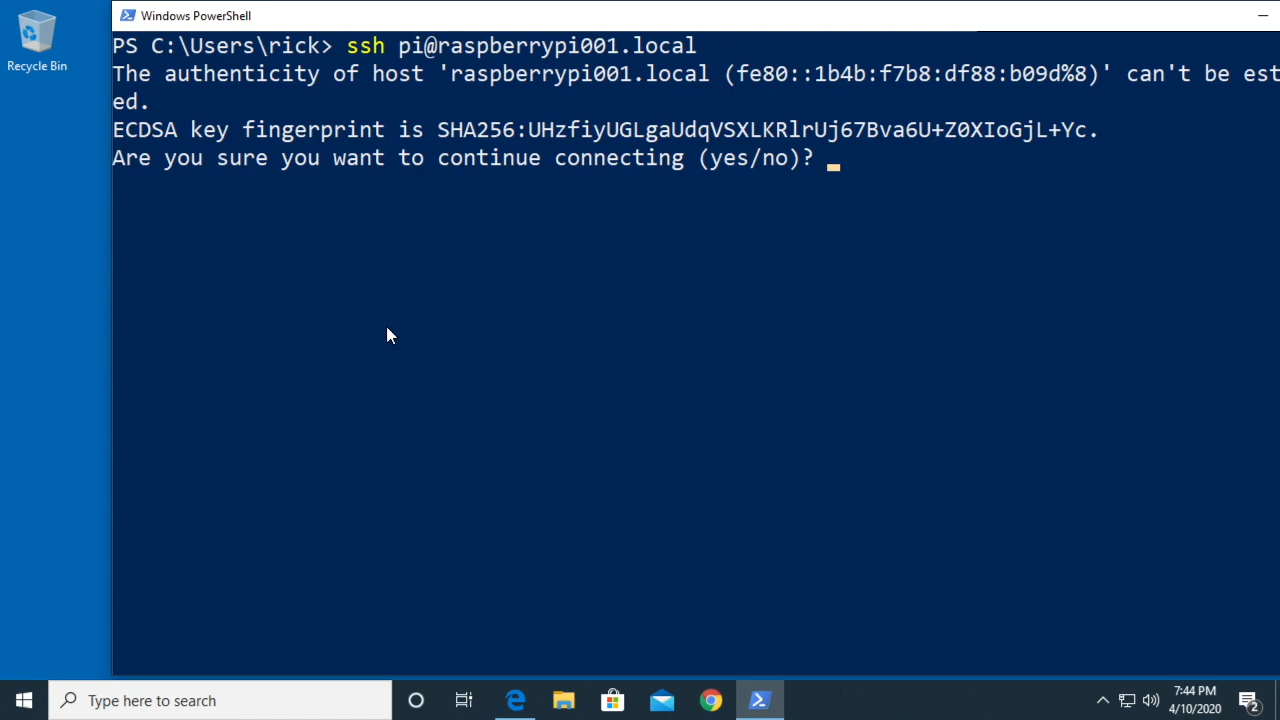 Recycle Bin
Windows PowerShell
PS C:\Users\rick> ssh pi@raspberrypi001.local
The authenticity of host 'raspberrypi001.local (fe80::1b4b:f7b8:df88:b09d%8)' can't be est
ed.
ECDSA key fingerprint is SHA256:UHzfiyUGLgaUdqVSXLKRlrUj67Bva6U+Z0XIoGjL+Yc.
Are you sure you want to continue connecting (yes/no)?
Type here to search
7:44 PM
4/10/2020
2